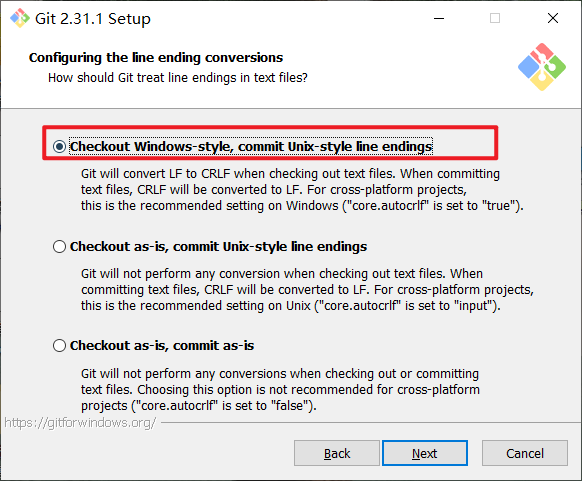 Git 2.31.1 Setup
Configuring the line ending conversions
How should Git treat line endings in text files?
Checkout Windows-style, commit Unix-style line endings
Git will convert LF to CRLF when checking out text files. When committing
text files, CRLF will be converted to LF. For cross-platform projects,
this is the recommended setting on Windows ("core.autocrlf" is set to "true").
Checkout as-is, commit Unix-style line endings
Git will not perform any conversion when checking out text files. When
committing text files, CRLF will be converted to LF. For cross-platform projects,
this is the recommended setting on Unix ("core.autocrlf" is set to "input").
Checkout as-is, commit as-is
Git will not perform any conversions when checking out or committing
text files. Choosing this option is not recommended for cross-platform
projects ("core.autocrlf" is set to "false").
https://gitforwindows.org/
Back
Next
Cancel